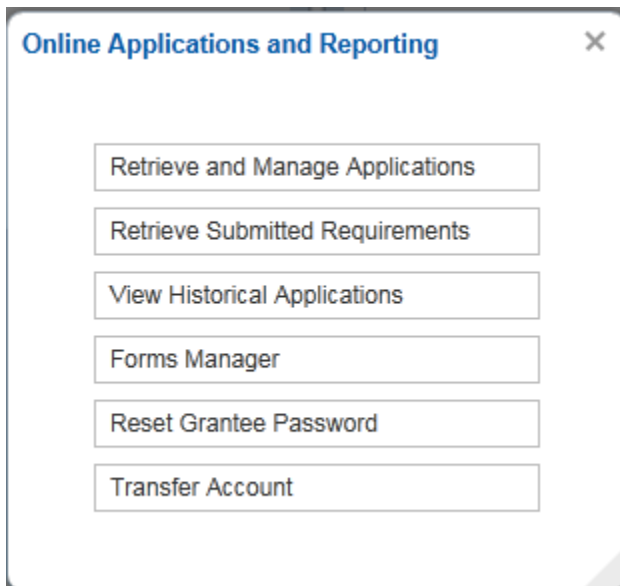 Online Applications and Reporting
Retrieve and Manage Applications
Retrieve Submitted Requirements
View Historical Applications
Forms Manager
Reset Grantee Password
Transfer Account